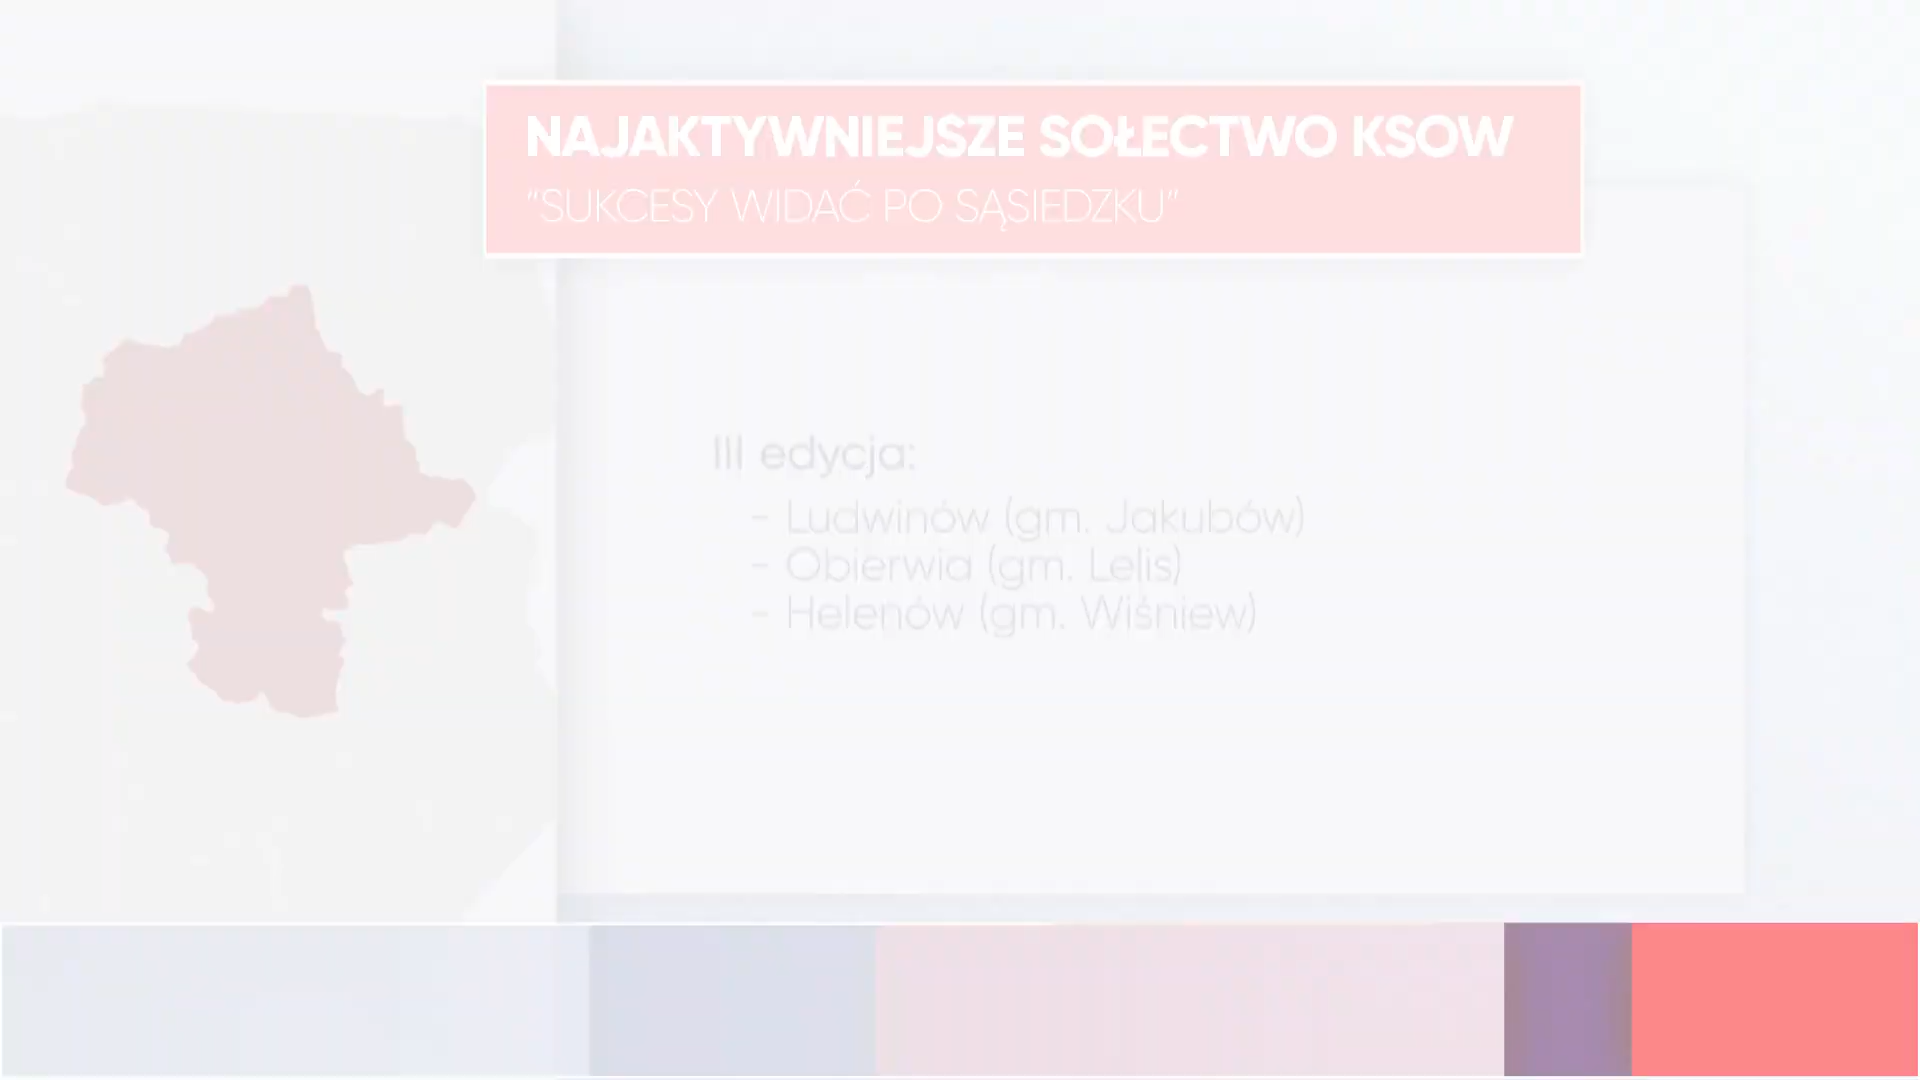 NAJAKTYWNIEJSZE SOŁECTWO KSOW
“SUKCESY WIDAĆ PO SĄSIEDZKU”
III edycja:
- Ludwinów (gm. Jakubów)
- Obierwia (gm. Lelis)
- Helenów (gm. Wiśniew)